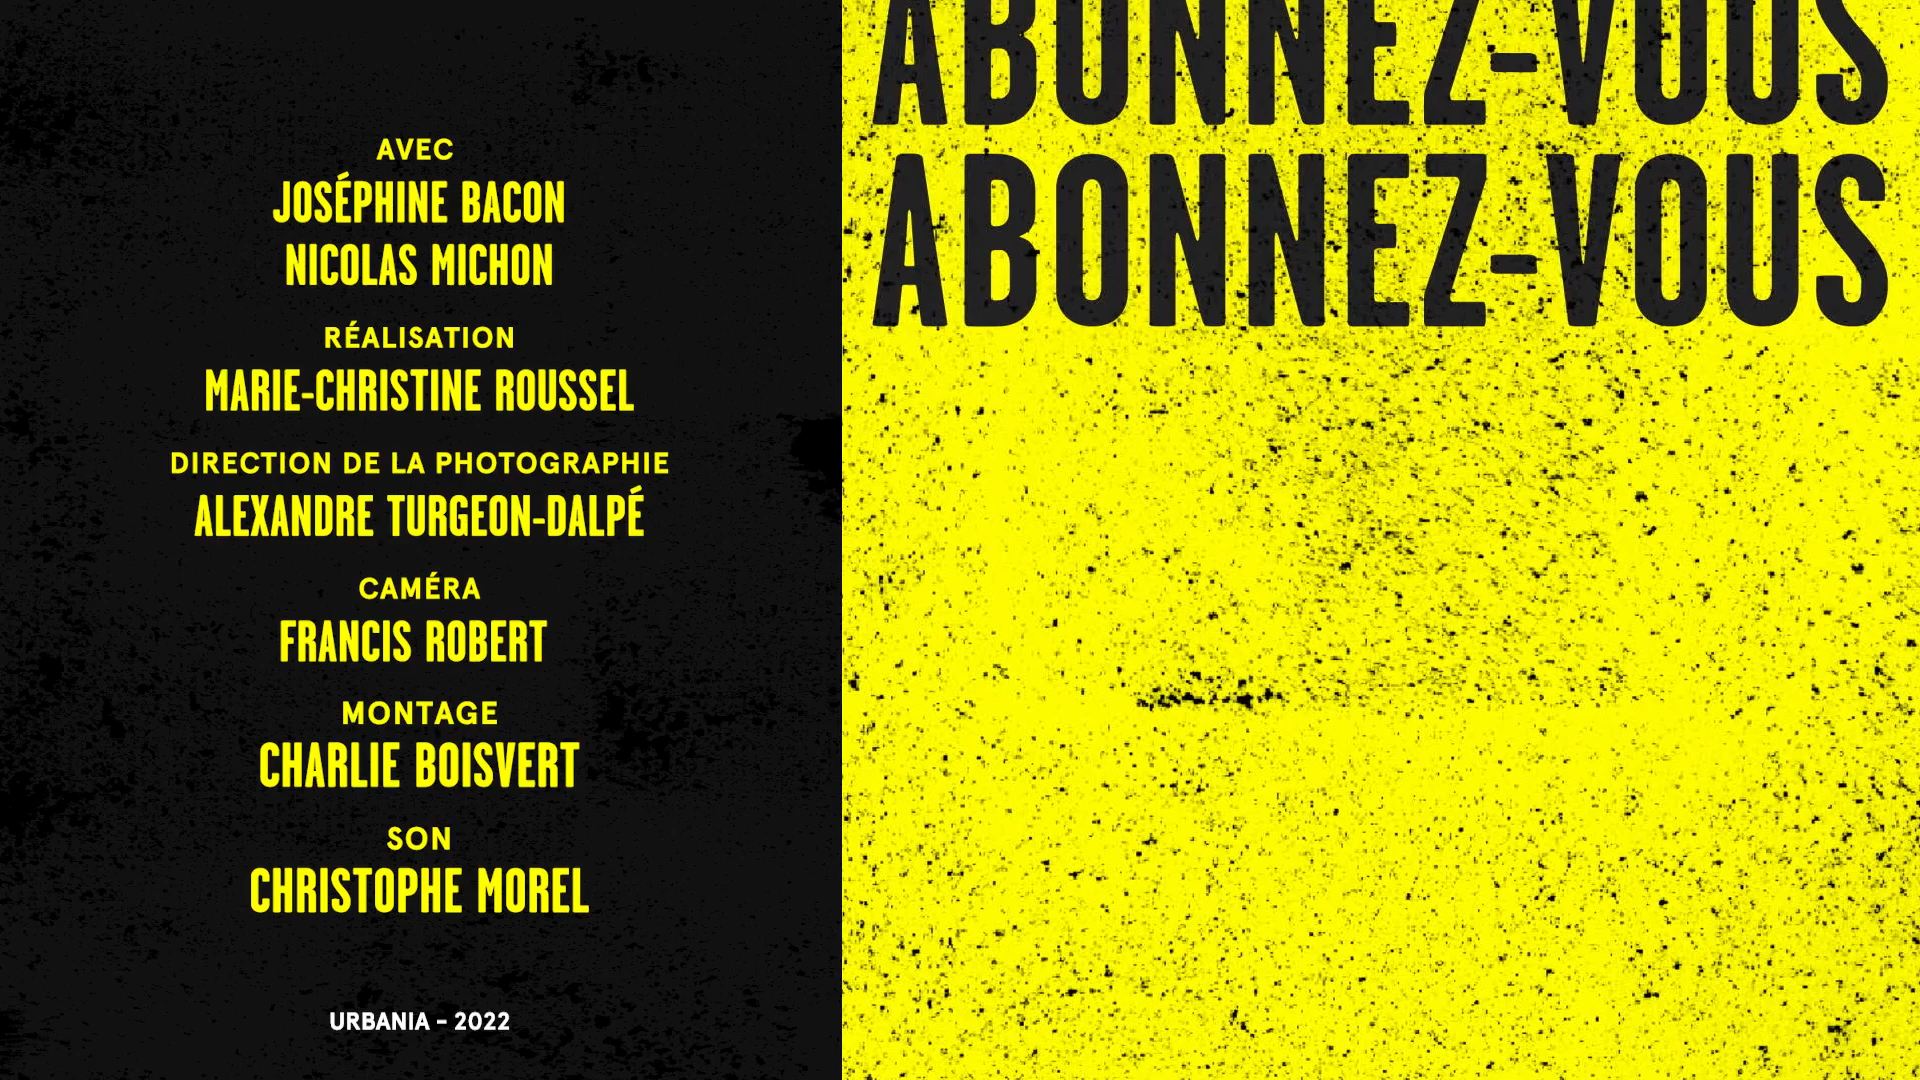 AVEC
JOSÉPHINE BACON
NICOLAS MICHON
RÉALISATION
MARIE-CHRISTINE ROUSSEL
DIRECTION DE LA PHOTOGRAPHIE
ALEXANDRE TURGEON-DALPÉ
CAMÉRA
FRANCIS ROBERT
MONTAGE
CHARLIE BOISVERT
SON
CHRISTOPHE MOREL
URBANIA - 2022
ABONNEZ-VOUS
ABONNEZ-VOUS